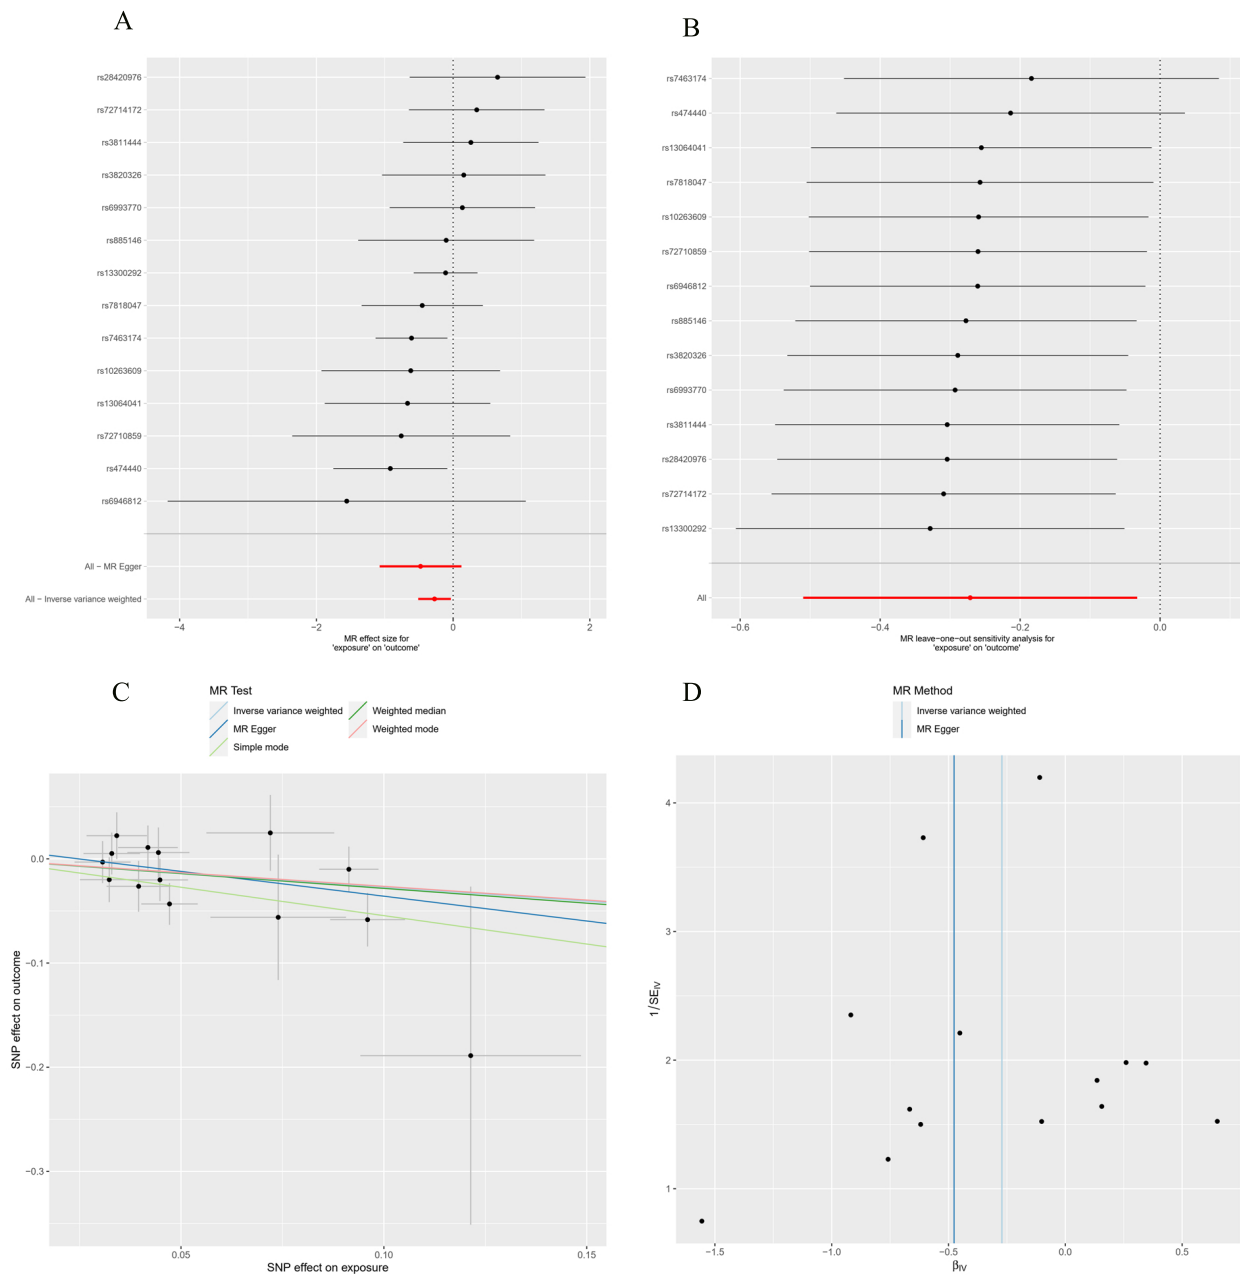 A
rs28420976
rs72714172
rs3811444
rs3820326
rs6993770
rs885146
rs13300292
rs7818047
rs7463174
rs10263609
rs13064041
rs72710859
rs474440
rs6946812
All − MR Egger
All − Inverse variance weighted
−4 −2 0 2
MR effect size for
'exposure' on 'outcome'
B
rs7463174
rs474440
rs13064041
rs7818047
rs10263609
rs72710859
rs6946812
rs885146
rs3820326
rs6993770
rs3811444
rs28420976
rs72714172
rs13300292
All
−0.6 −0.4 −0.2 0.0
MR leave−one−out sensitivity analysis for
'exposure' on 'outcome'
C
MR Test
Inverse variance weighted Weighted median
MR Egger Weighted mode
Simple mode
SNP effect on outcome
0.0
−0.1
−0.2
−0.3
0.05 0.10 0.15
SNP effect on exposure
D
MR Method
Inverse variance weighted
MR Egger
1/SEIV
4
3
2
1
−1.5 −1.0 −0.5 0.0 0.5
βIV